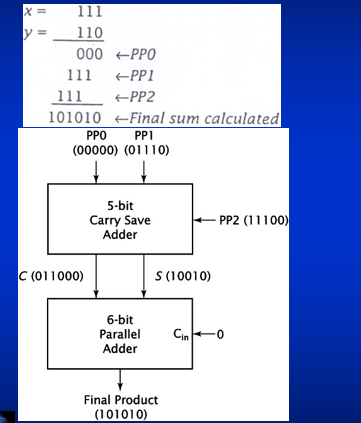 x = 111
y = 110
000 ←PP0
111 ←PP1
111 ←PP2
101010 ←Final sum calculated
PP0 PP1
(00000) (01110)
5-bit
Carry Save
Adder
PP2 (11100)
C (011000) S (10010)
6-bit
Parallel
Adder
Cin 0
Final Product
(101010)